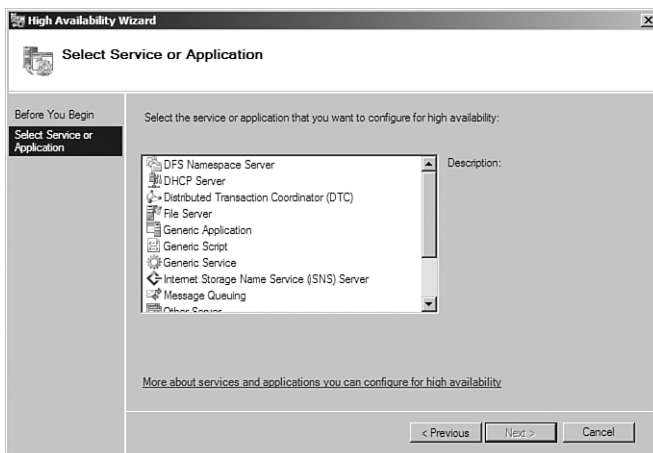 High Availability Wizard
Select Service or Application
Before You Begin
Select Service or
Application
Select the service or application that you want to configure for high availability:
DFS Namespace Server
DHCP Server
Distributed Transaction Coordinator (DTC)
File Server
Generic Application
Generic Script
Generic Service
Internet Storage Name Service (iSNS) Server
Message Queuing
Other Server
Description:
More about services and applications you can configure for high availability
< Previous
Next >
Cancel